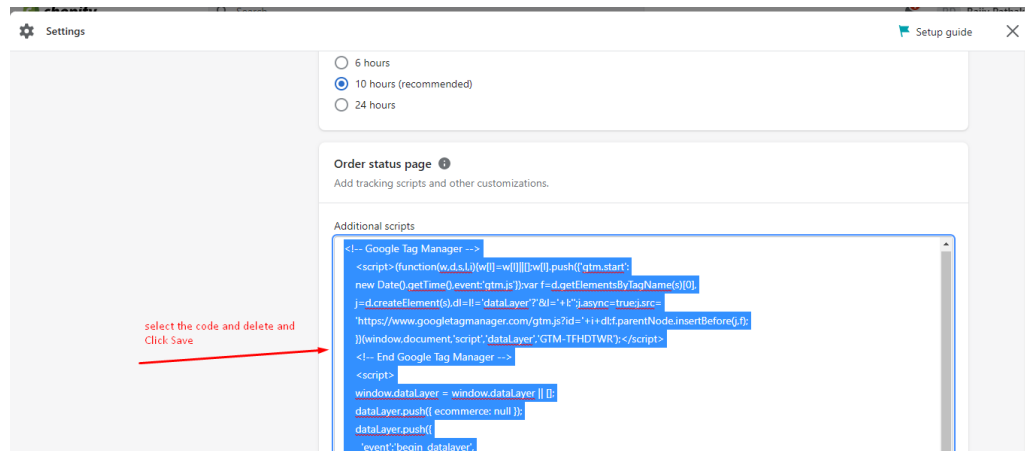 shopify
Search
Settings
Setup guide
6 hours
10 hours (recommended)
24 hours
Order status page
Add tracking scripts and other customizations.
Additional scripts
<!-- Google Tag Manager -->
<script>(function(w,d,s,l,i){w[l]=w[l]||[];w[l].push({'gtm.start':
new Date().getTime(),event:'gtm.js'});var f=d.getElementsByTagName(s)[0],
j=d.createElement(s),dl=l!='dataLayer'?'&l='+l:'';j.async=true;j.src=
'https://www.googletagmanager.com/gtm.js?id='+i+dl;f.parentNode.insertBefore(j,f);
})(window,document,'script','dataLayer','GTM-TFHDTWR');</script>
<!-- End Google Tag Manager -->
<script>
window.dataLayer = window.dataLayer || [];
dataLayer.push({ ecommerce: null });
dataLayer.push({
'event':'begin_datalayer',
select the code and delete and
Click Save